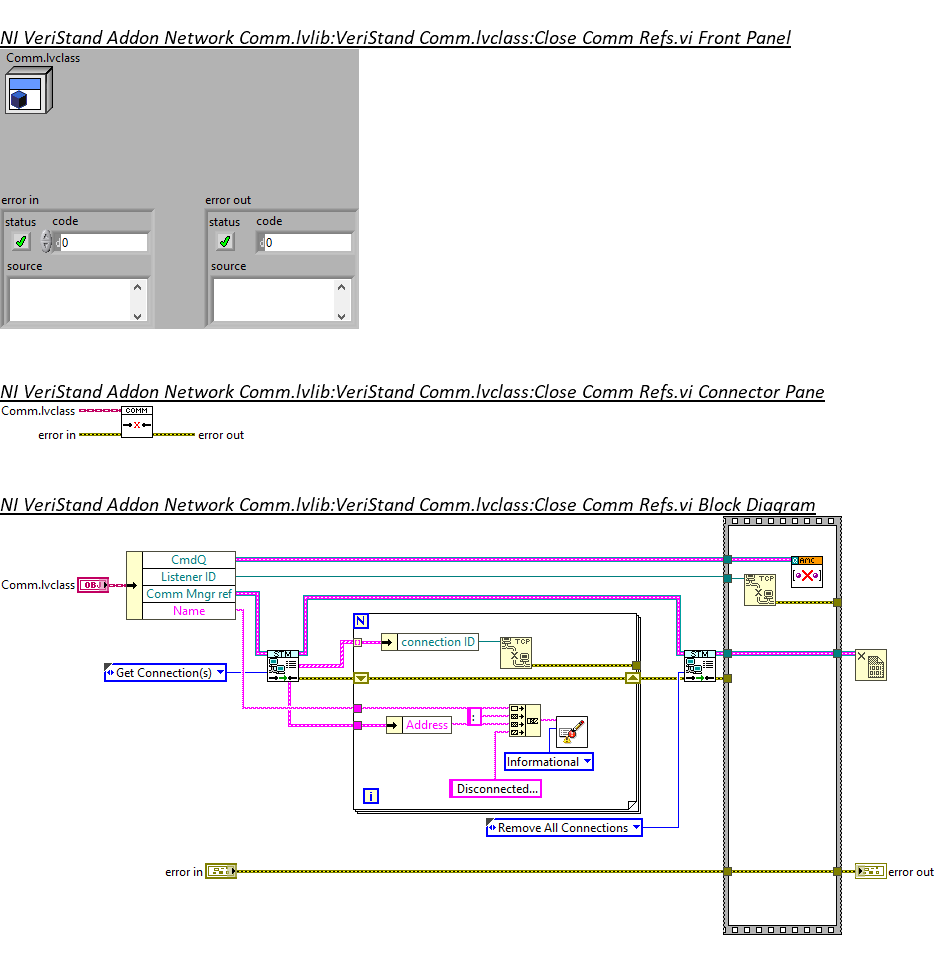 NI VeriStand Addon Network Comm.lvlib:VeriStand Comm.lvclass:Close Comm Refs.vi Front Panel
Comm.lvclass
error in
error out
status code
status code
0
0
source
source
NI VeriStand Addon Network Comm.lvlib:VeriStand Comm.lvclass:Close Comm Refs.vi Connector Pane
Comm.lvclass
COMM
error in
error out
NI VeriStand Addon Network Comm.lvlib:VeriStand Comm.lvclass:Close Comm Refs.vi Block Diagram
CmdQ
AMC
Comm.lvclass
OBJ
Listener ID
TCP
Comm Mngr ref
Name
N
connection ID
TCP
STM
STM
Get Connection(s)
Address
:
Informational
Disconnected...
i
Remove All Connections
error in
error out